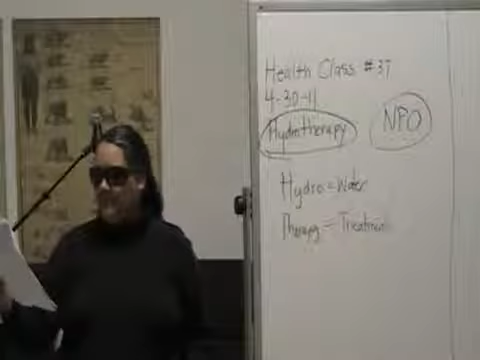 Health Class #37
4-30-11
Hydrotherapy
NPO
Hydro = Water
Therapy = Treatment